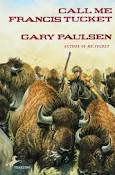 CALL ME
FRANCIS TUCKET
GARY PAULSEN
AUTHOR OF MR. TUCKET